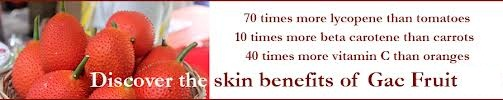 70 times more lycopene than tomatoes
10 times more beta carotene than carrots
40 times more vitamin C than oranges
Discover the skin benefits of Gac Fruit